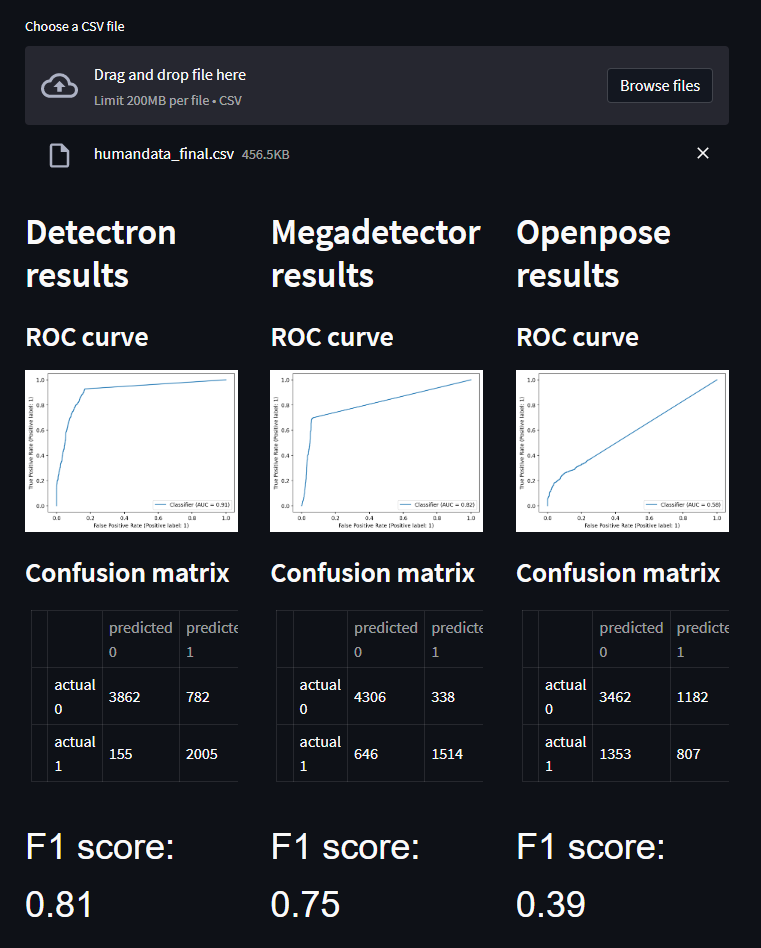 Choose a CSV file
Drag and drop file here
Limit 200MB per file • CSV
Browse files
humandata_final.csv 456.5KB
Detectron results
Megadetector results
Openpose results
ROC curve
ROC curve
ROC curve
1.0
0.8
0.6
0.4
0.2
0.0
True Positive Rate (Positive label: 1)
Classifier (AUC = 0.91)
0.0 0.2 0.4 0.6 0.8 1.0
False Positive Rate (Positive label: 1)
1.0
0.8
0.6
0.4
0.2
0.0
True Positive Rate (Positive label: 1)
Classifier (AUC = 0.82)
0.0 0.2 0.4 0.6 0.8 1.0
False Positive Rate (Positive label: 1)
1.0
0.8
0.6
0.4
0.2
0.0
True Positive Rate (Positive label: 1)
Classifier (AUC = 0.58)
0.0 0.2 0.4 0.6 0.8 1.0
False Positive Rate (Positive label: 1)
Confusion matrix
Confusion matrix
Confusion matrix
predicted 0 predicte 1
actual 0 3862 782
actual 1 155 2005
predicted 0 predicte 1
actual 0 4306 338
actual 1 646 1514
predicted 0 predicte 1
actual 0 3462 1182
actual 1 1353 807
F1 score:
0.81
F1 score:
0.75
F1 score:
0.39